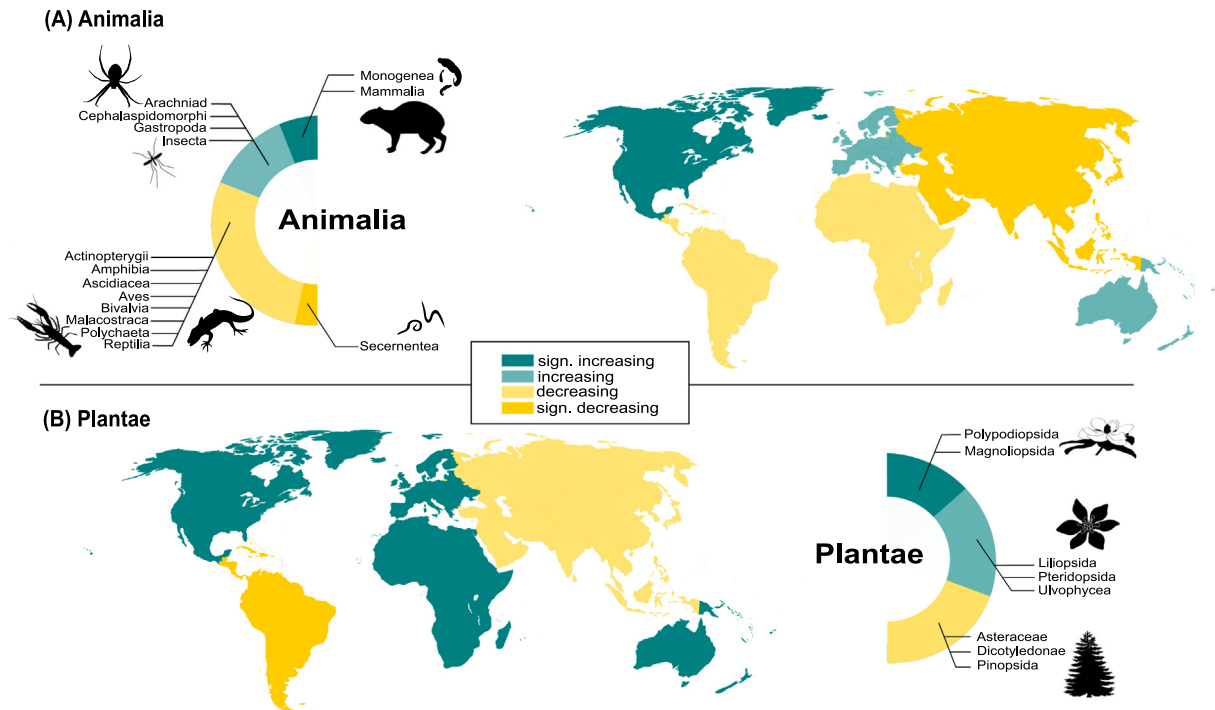 (A) Animalia
Monogenea
Mammalia
Arachniad
Cephalaspidomorphi
Gastropoda
Insecta
Animalia
Actinopterygii
Amphibia
Ascidiacea
Aves
Bivalvia
Malacostraca
Polychaeta
Reptilia
Secernentea
sign. increasing
increasing
decreasing
sign. decreasing
(B) Plantae
Polypodiopsida
Magnoliopsida
Plantae
Liliopsida
Pteridopsida
Ulvophycea
Asteraceae
Dicotyledonae
Pinopsida